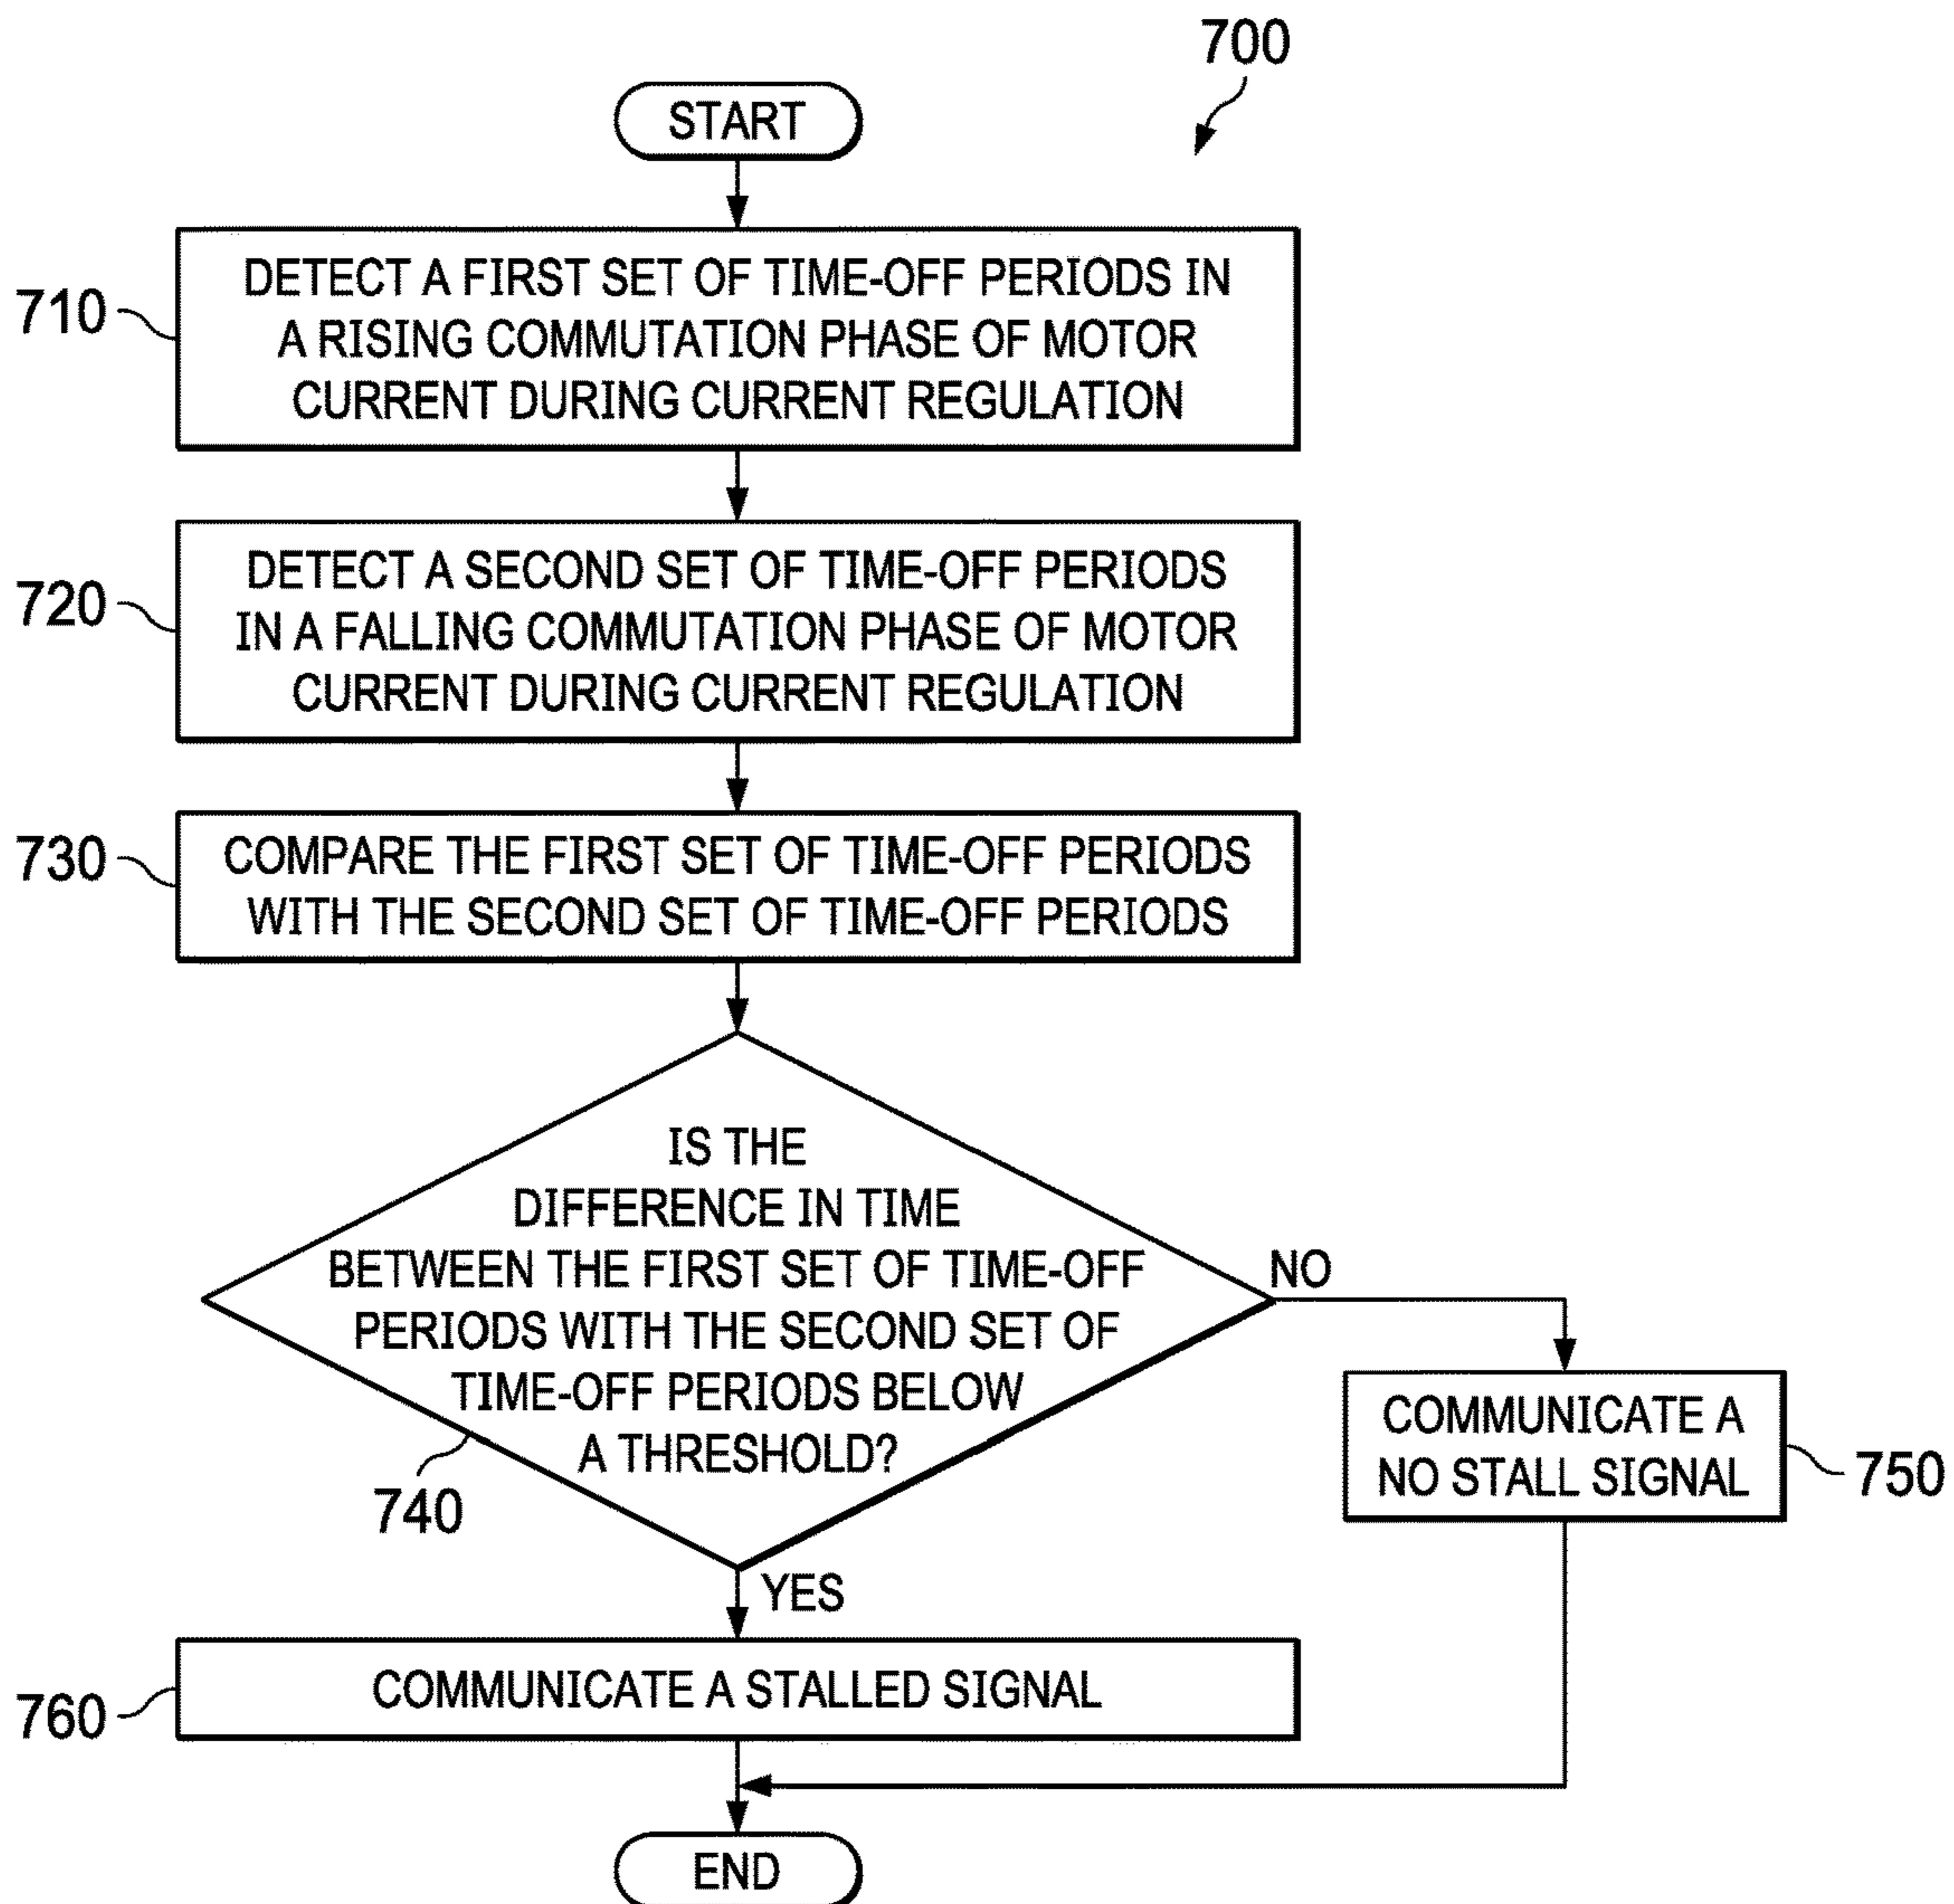 700
START
710
DETECT A FIRST SET OF TIME-OFF PERIODS IN
A RISING COMMUTATION PHASE OF MOTOR
CURRENT DURING CURRENT REGULATION
720
DETECT A SECOND SET OF TIME-OFF PERIODS
IN A FALLING COMMUTATION PHASE OF MOTOR
CURRENT DURING CURRENT REGULATION
730
COMPARE THE FIRST SET OF TIME-OFF PERIODS
WITH THE SECOND SET OF TIME-OFF PERIODS
IS THE
DIFFERENCE IN TIME
BETWEEN THE FIRST SET OF TIME-OFF
PERIODS WITH THE SECOND SET OF
TIME-OFF PERIODS BELOW
A THRESHOLD?
740
NO
COMMUNICATE A
NO STALL SIGNAL
750
YES
760
COMMUNICATE A STALLED SIGNAL
END